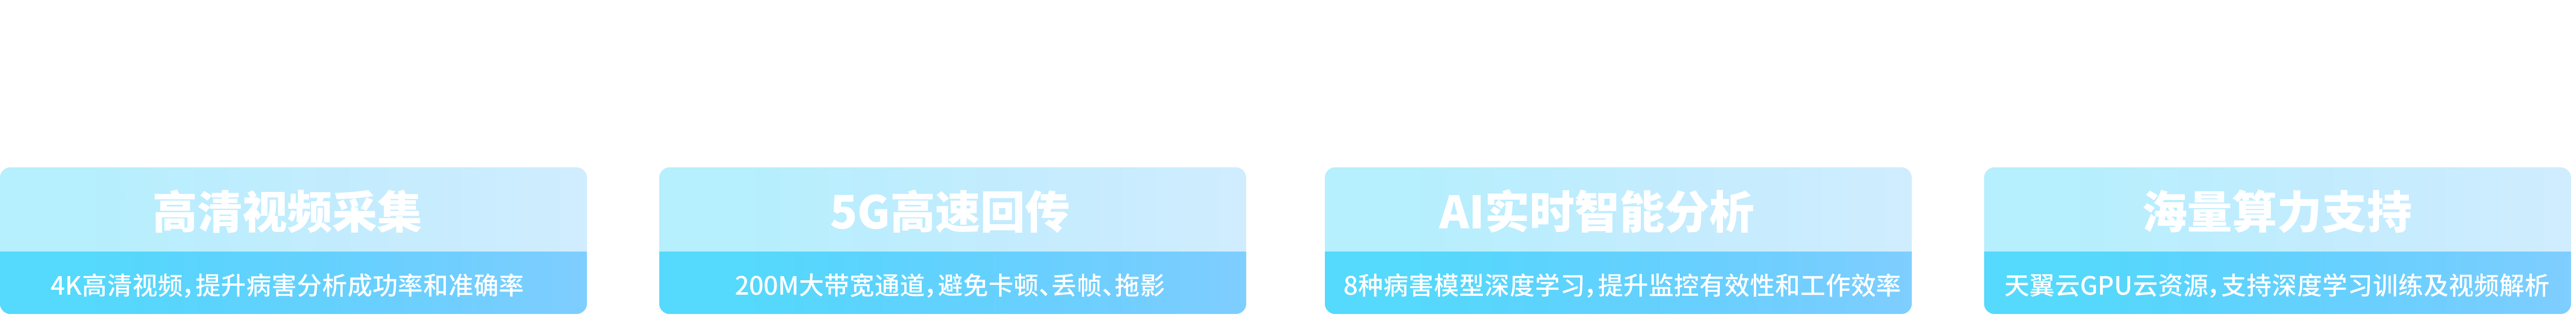 高清视频采集
4K高清视频，提升病害分析成功率和准确率
5G高速回传
200M大带宽通道，避免卡顿、丢帧、拖影
AI实时智能分析
8种病害模型深度学习，提升监控有效性和工作效率
海量算力支持
天翼云GPU云资源，支持深度学习训练及视频解析